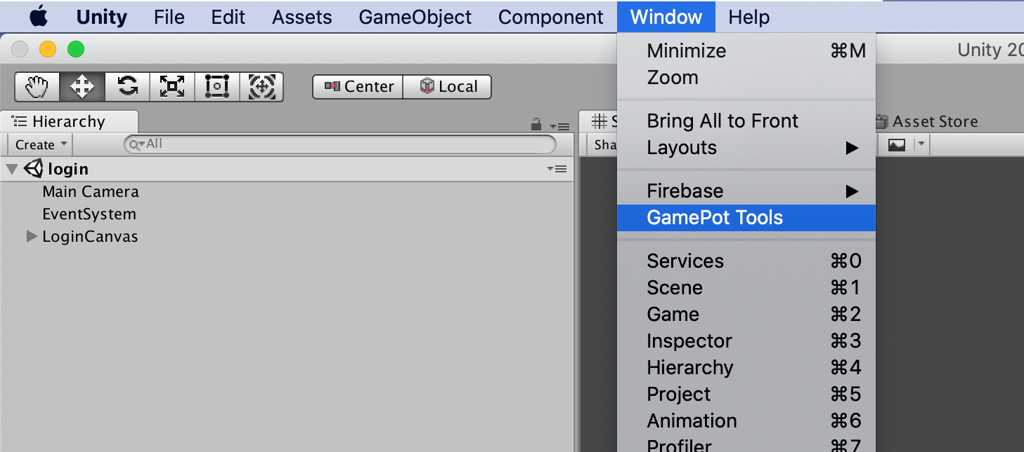 Unity File Edit Assets GameObject Component Window Help
Unity 20
Center Local
Minimize ⌘M
Zoom
Bring All to Front
Layouts
Firebase
GamePot Tools
Services ⌘0
Scene ⌘1
Game ⌘2
Inspector ⌘3
Hierarchy ⌘4
Project ⌘5
Animation ⌘6
Profiler ⌘7
Hierarchy
Create All
login
Main Camera
EventSystem
LoginCanvas
S
Sha
Asset Store